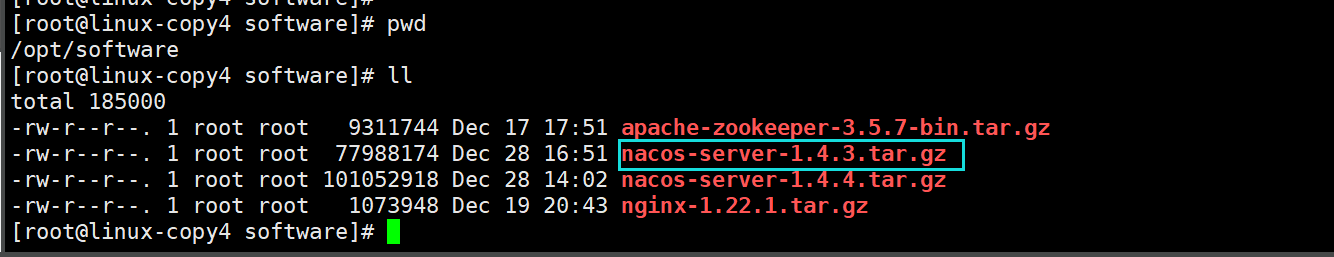 [root@linux-copy4 software]# pwd
/opt/software
[root@linux-copy4 software]# ll
total 185000
-rw-r--r--. 1 root root   9311744 Dec 17 17:51 apache-zookeeper-3.5.7-bin.tar.gz
-rw-r--r--. 1 root root  77988174 Dec 28 16:51 nacos-server-1.4.3.tar.gz
-rw-r--r--. 1 root root 101052918 Dec 28 14:02 nacos-server-1.4.4.tar.gz
-rw-r--r--. 1 root root   1073948 Dec 19 20:43 nginx-1.22.1.tar.gz
[root@linux-copy4 software]#